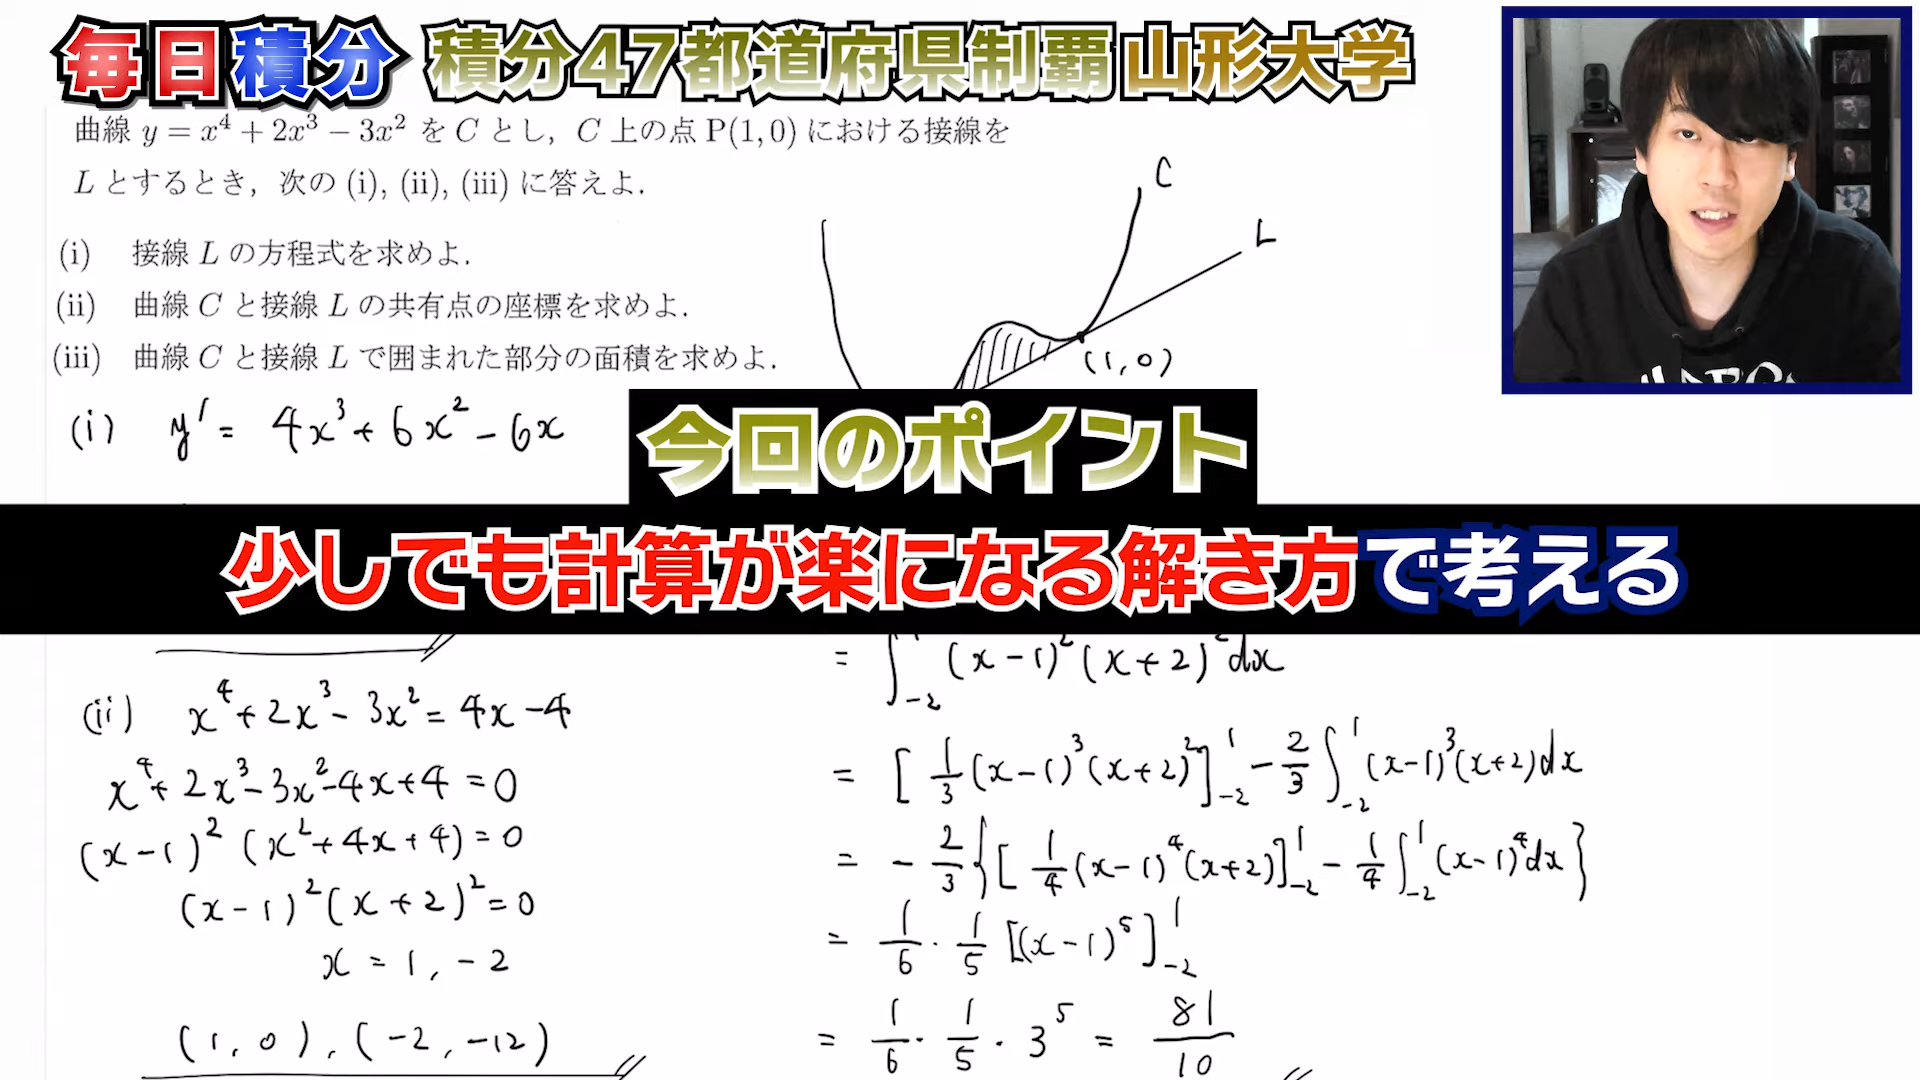 毎日積分 積分47都道府県制覇 山形大学
曲線 y = x⁴ + 2x³ − 3x² を C とし，C 上の点 P(1, 0) における接線を
L とするとき，次の (i), (ii), (iii) に答えよ．
(i) 接線 L の方程式を求めよ．
(ii) 曲線 C と接線 L の共有点の座標を求めよ．
(iii) 曲線 C と接線 L で囲まれた部分の面積を求めよ．
C
L
(1, 0)
(i) y' = 4x³ + 6x² − 6x
今回のポイント
少しでも計算が楽になる解き方で考える
(ii) x⁴ + 2x³ − 3x² = 4x − 4
x⁴ + 2x³ − 3x² − 4x + 4 = 0
(x − 1)² (x² + 4x + 4) = 0
(x − 1)² (x + 2)² = 0
x = 1, −2
(1, 0), (−2, −12)
= ∫₋₂¹ (x − 1)² (x + 2)² dx
= [1/3 (x − 1)³ (x + 2)²]₋₂¹ − 2/3 ∫₋₂¹ (x − 1)³ (x + 2) dx
= − 2/3 {[1/4 (x − 1)⁴ (x + 2)]₋₂¹ − 1/4 ∫₋₂¹ (x − 1)⁴ dx}
= 1/6 · 1/5 [(x − 1)⁵]₋₂¹
= 1/6 · 1/5 · 3⁵ = 81/10